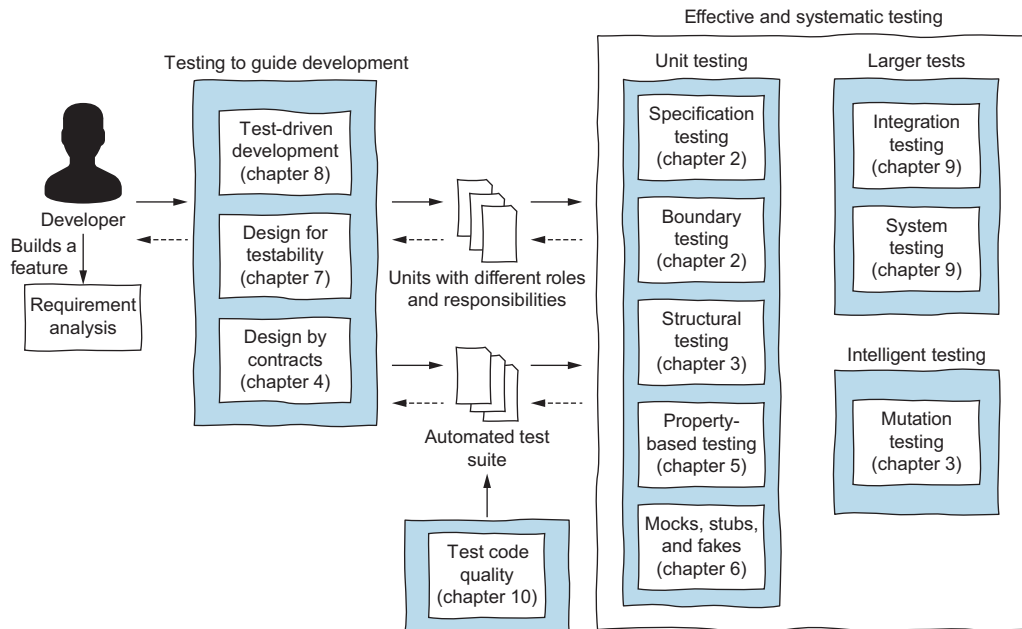 Effective and systematic testing
Testing to guide development
Unit testing
Larger tests
Test-driven
development
(chapter 8)
Specification
testing
(chapter 2)
Integration
testing
(chapter 9)
Developer
Builds a
feature
Requirement
analysis
Design for
testability
(chapter 7)
Units with different roles
and responsibilities
Boundary
testing
(chapter 2)
System
testing
(chapter 9)
Design by
contracts
(chapter 4)
Structural
testing
(chapter 3)
Intelligent testing
Automated test
suite
Property-
based testing
(chapter 5)
Mutation
testing
(chapter 3)
Test code
quality
(chapter 10)
Mocks, stubs,
and fakes
(chapter 6)